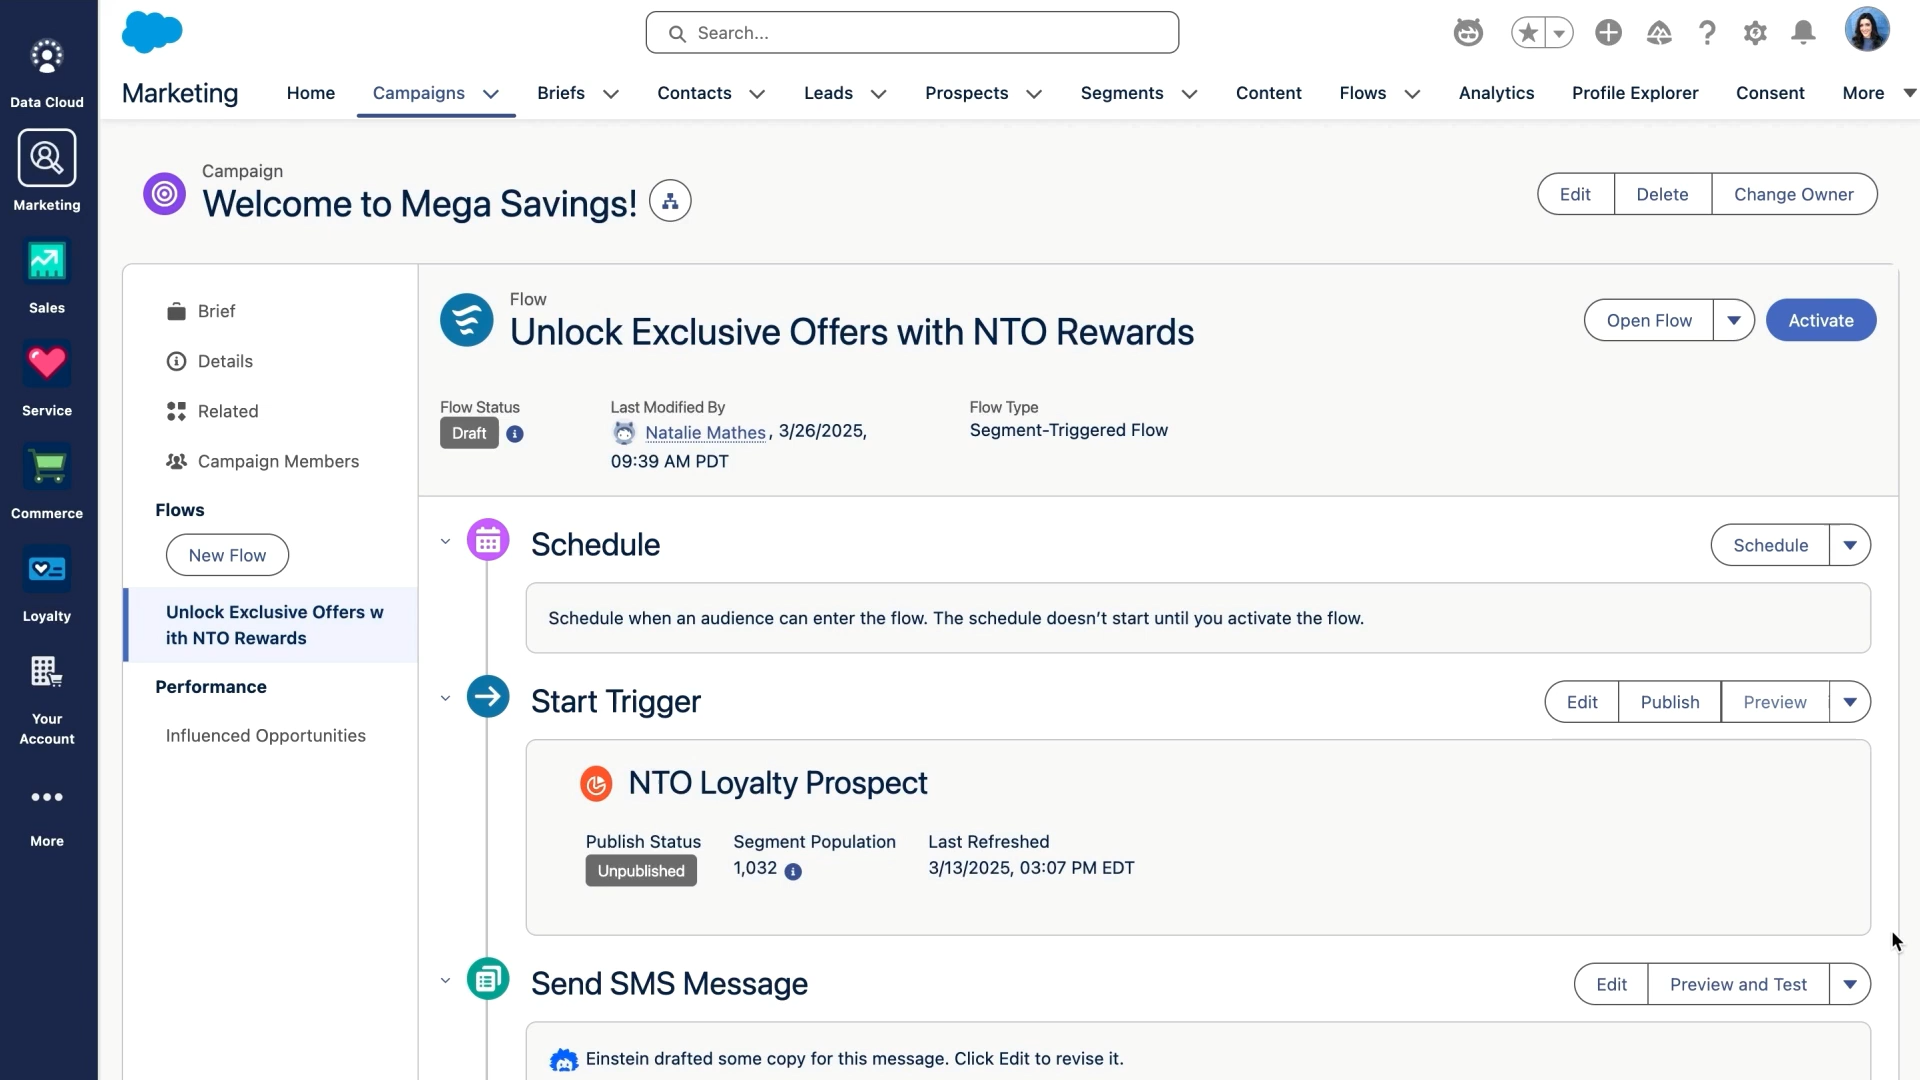 Search...
Data Cloud
Marketing
Sales
Service
Commerce
Loyalty
Your
Account
More
Marketing Home Campaigns Briefs Contacts Leads Prospects Segments Content Flows Analytics Profile Explorer Consent More
Campaign
Welcome to Mega Savings!
Edit Delete Change Owner
Brief
Details
Related
Campaign Members
Flows
New Flow
Unlock Exclusive Offers w
ith NTO Rewards
Performance
Influenced Opportunities
Flow
Unlock Exclusive Offers with NTO Rewards
Open Flow Activate
Flow Status Last Modified By Flow Type
Draft Natalie Mathes, 3/26/2025, Segment-Triggered Flow
09:39 AM PDT
Schedule Schedule
Schedule when an audience can enter the flow. The schedule doesn’t start until you activate the flow.
Start Trigger Edit Publish Preview
NTO Loyalty Prospect
Publish Status Segment Population Last Refreshed
Unpublished 1,032 3/13/2025, 03:07 PM EDT
Send SMS Message Edit Preview and Test
Einstein drafted some copy for this message. Click Edit to revise it.